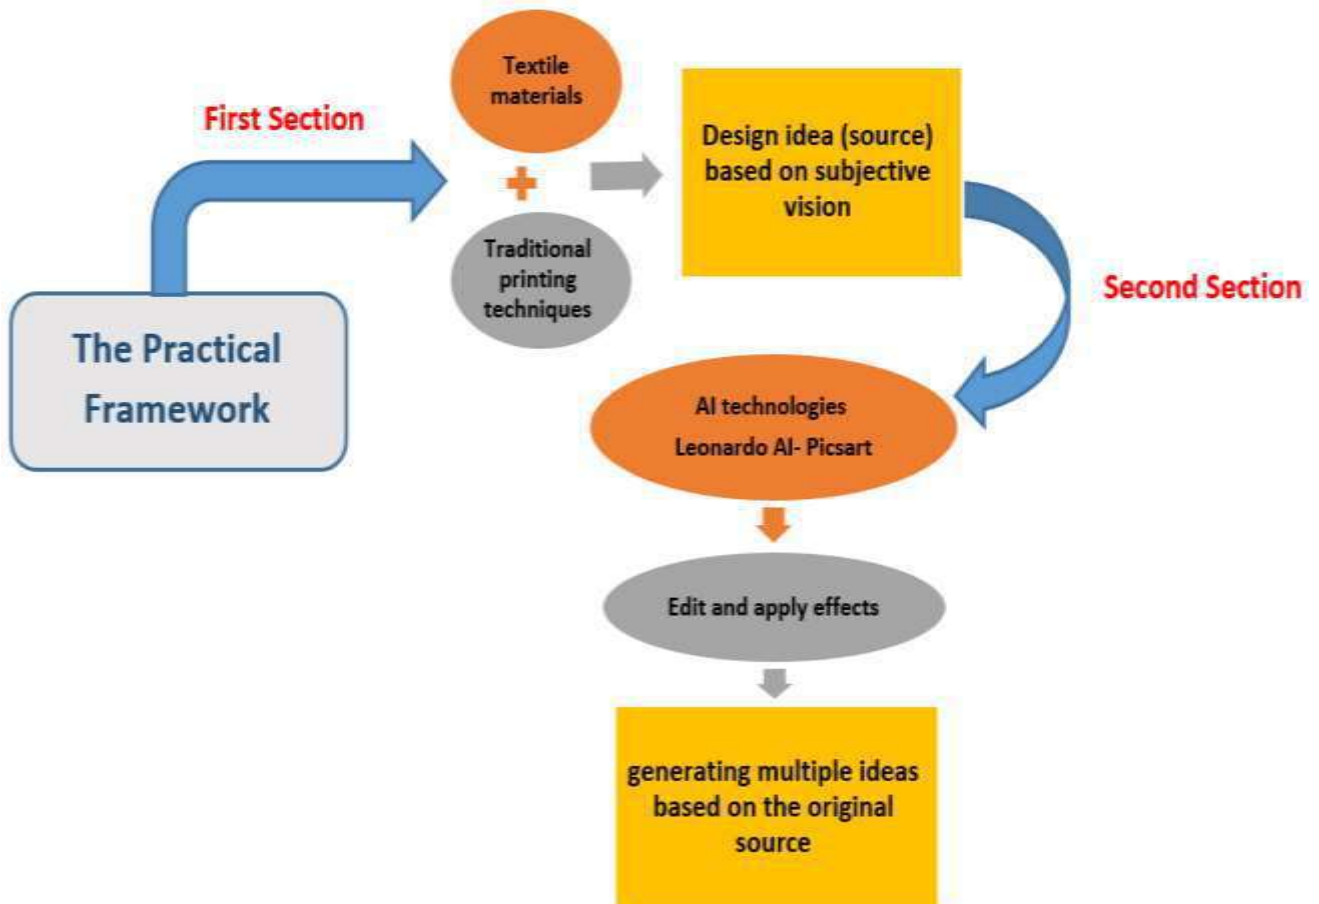 First Section
Textile
materials
Traditional
printing
techniques
Design idea (source)
based on subjective
vision
The Practical
Framework
Second Section
AI technologies
Leonardo AI- Picsart
Edit and apply effects
generating multiple ideas
based on the original
source